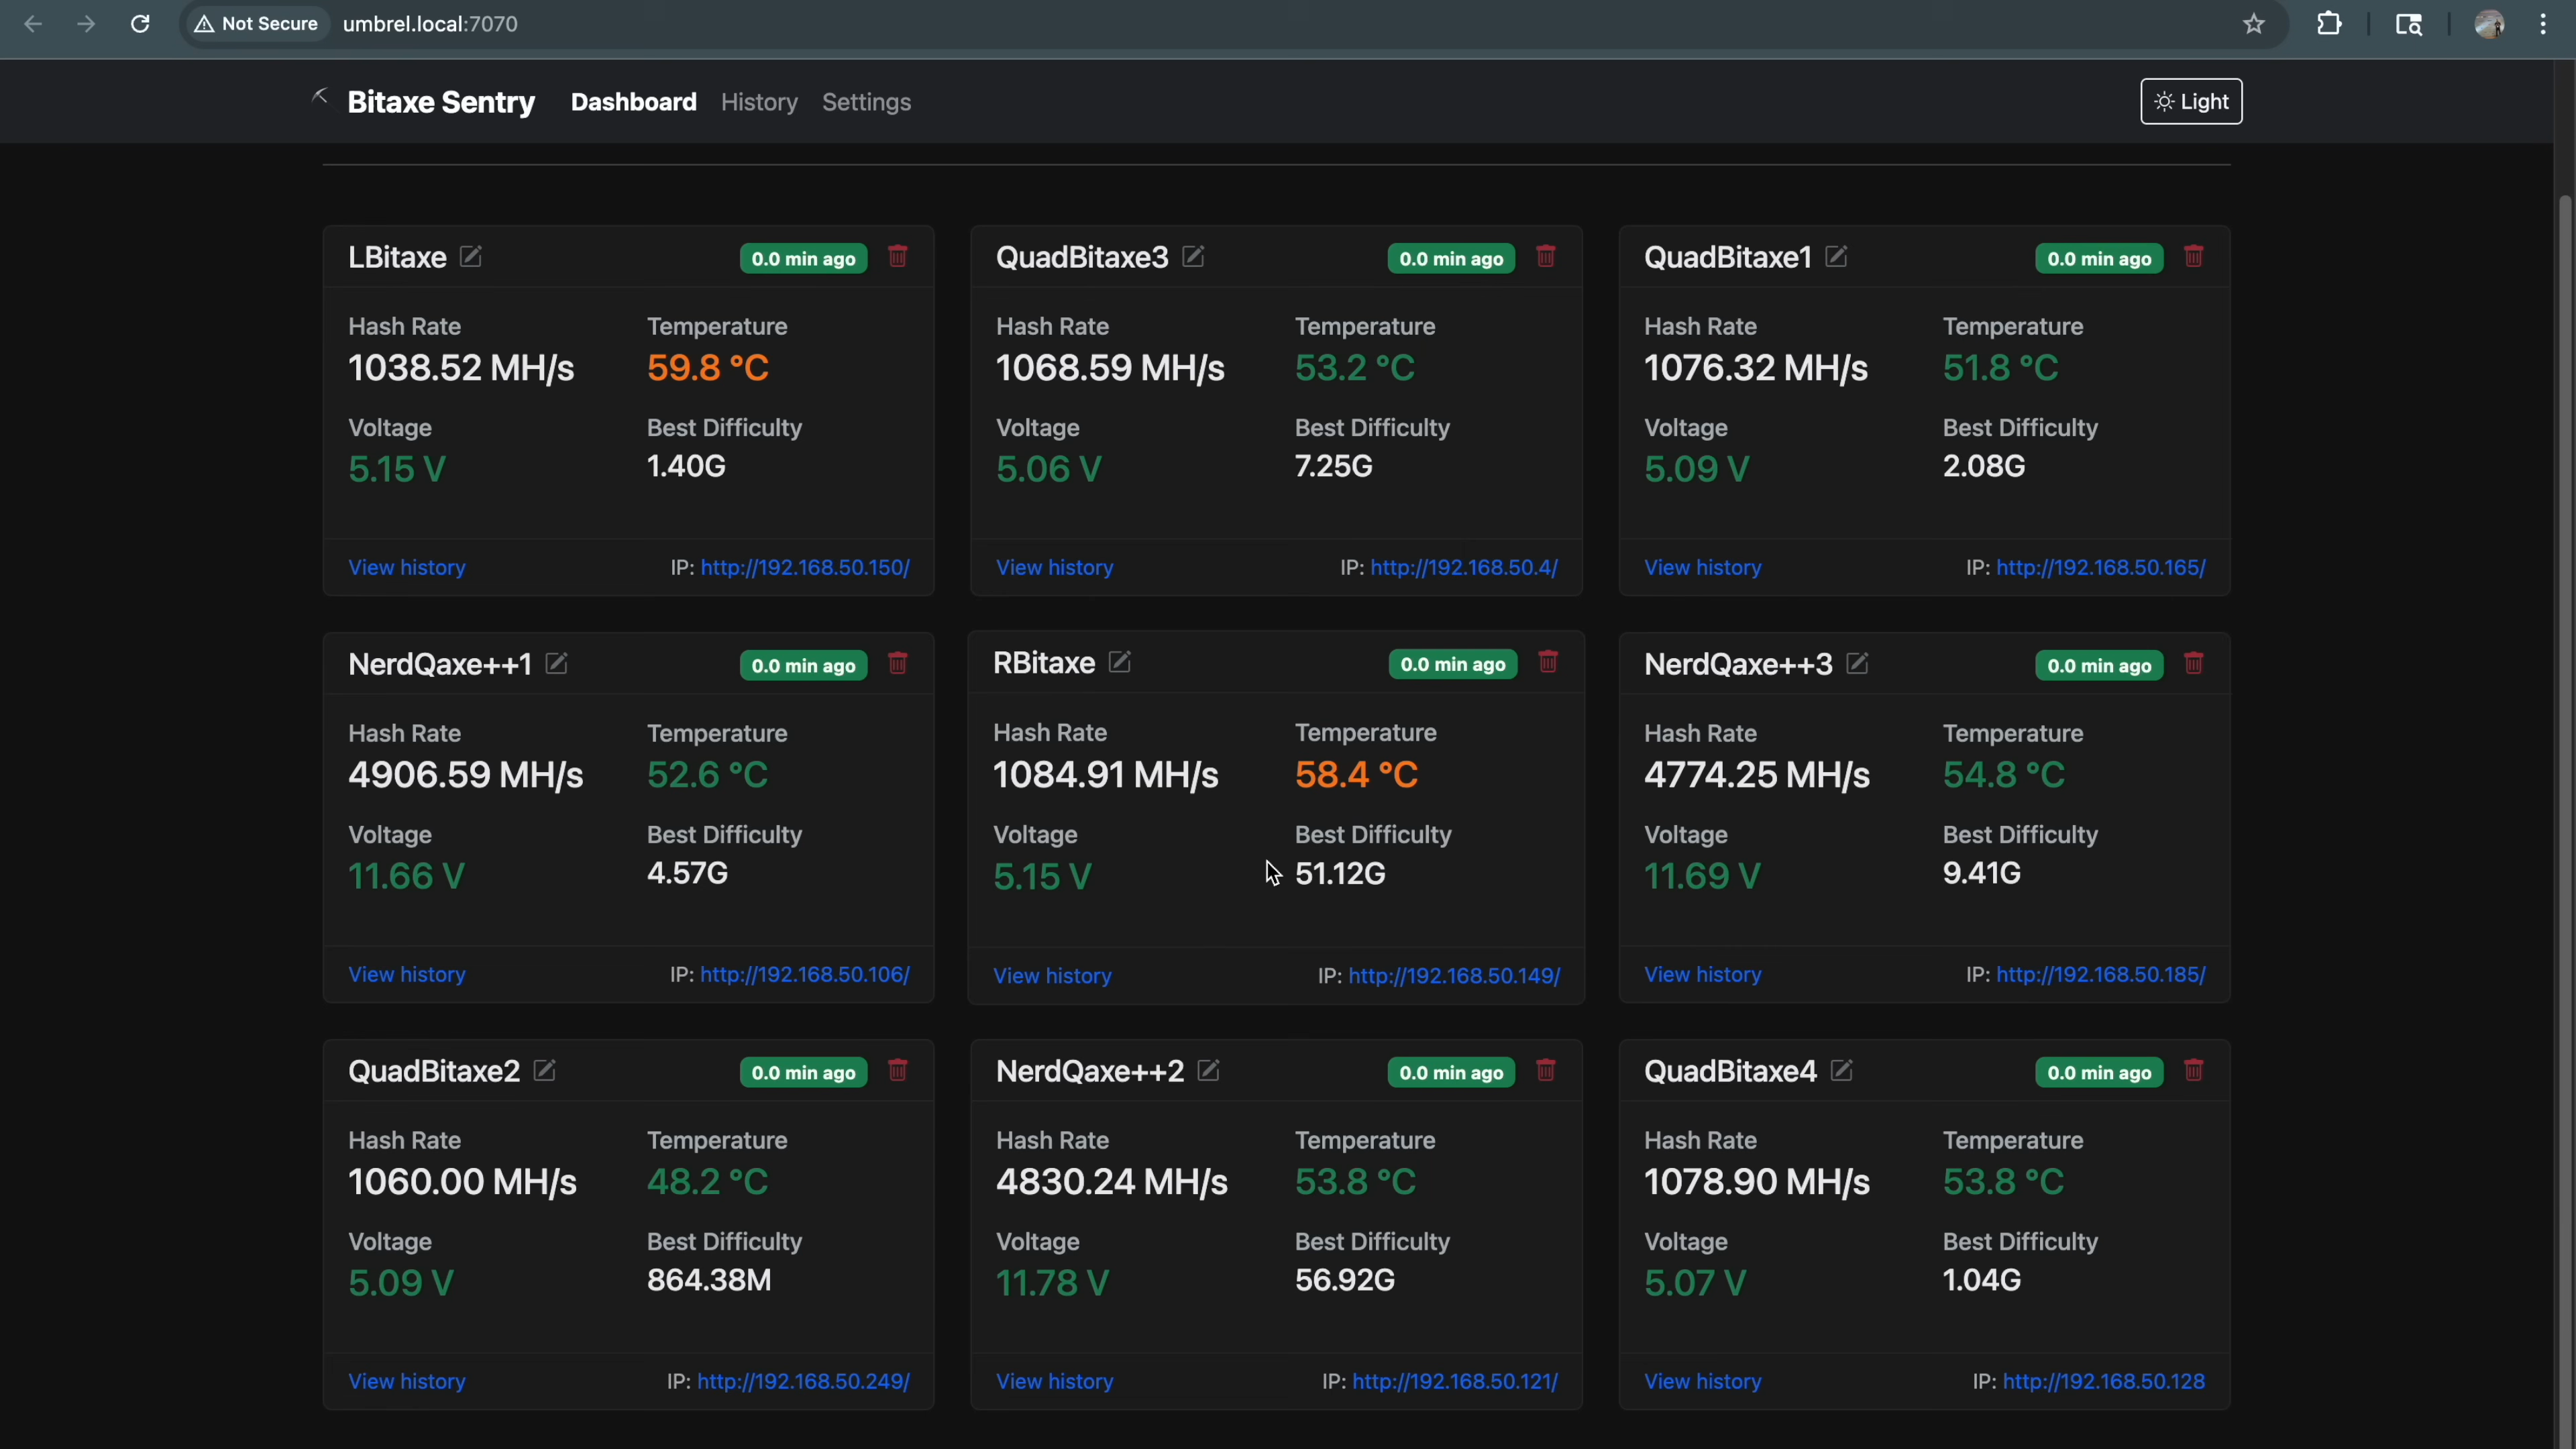 Not Secure umbrel.local:7070
Bitaxe Sentry Dashboard History Settings Light
LBitaxe 0.0 min ago
Hash Rate Temperature
1038.52 MH/s 59.8 °C
Voltage Best Difficulty
5.15 V 1.40G
View history IP: http://192.168.50.150/
QuadBitaxe3 0.0 min ago
Hash Rate Temperature
1068.59 MH/s 53.2 °C
Voltage Best Difficulty
5.06 V 7.25G
View history IP: http://192.168.50.4/
QuadBitaxe1 0.0 min ago
Hash Rate Temperature
1076.32 MH/s 51.8 °C
Voltage Best Difficulty
5.09 V 2.08G
View history IP: http://192.168.50.165/
NerdQaxe++1 0.0 min ago
Hash Rate Temperature
4906.59 MH/s 52.6 °C
Voltage Best Difficulty
11.66 V 4.57G
View history IP: http://192.168.50.106/
RBitaxe 0.0 min ago
Hash Rate Temperature
1084.91 MH/s 58.4 °C
Voltage Best Difficulty
5.15 V 51.12G
View history IP: http://192.168.50.149/
NerdQaxe++3 0.0 min ago
Hash Rate Temperature
4774.25 MH/s 54.8 °C
Voltage Best Difficulty
11.69 V 9.41G
View history IP: http://192.168.50.185/
QuadBitaxe2 0.0 min ago
Hash Rate Temperature
1060.00 MH/s 48.2 °C
Voltage Best Difficulty
5.09 V 864.38M
View history IP: http://192.168.50.249/
NerdQaxe++2 0.0 min ago
Hash Rate Temperature
4830.24 MH/s 53.8 °C
Voltage Best Difficulty
11.78 V 56.92G
View history IP: http://192.168.50.121/
QuadBitaxe4 0.0 min ago
Hash Rate Temperature
1078.90 MH/s 53.8 °C
Voltage Best Difficulty
5.07 V 1.04G
View history IP: http://192.168.50.128